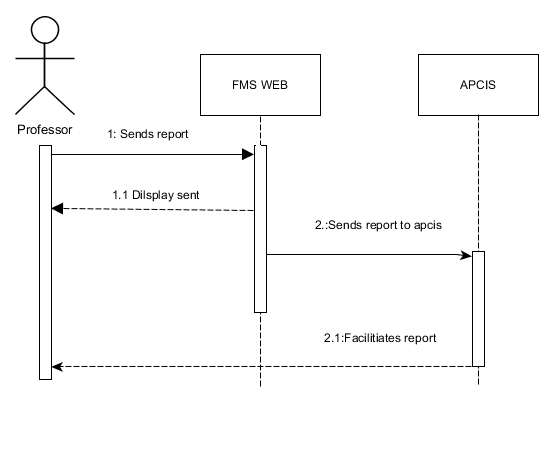 FMS WEB
APCIS
Professor
1: Sends report
1.1 Dilsplay sent
2.:Sends report to apcis
2.1:Facilitiates report